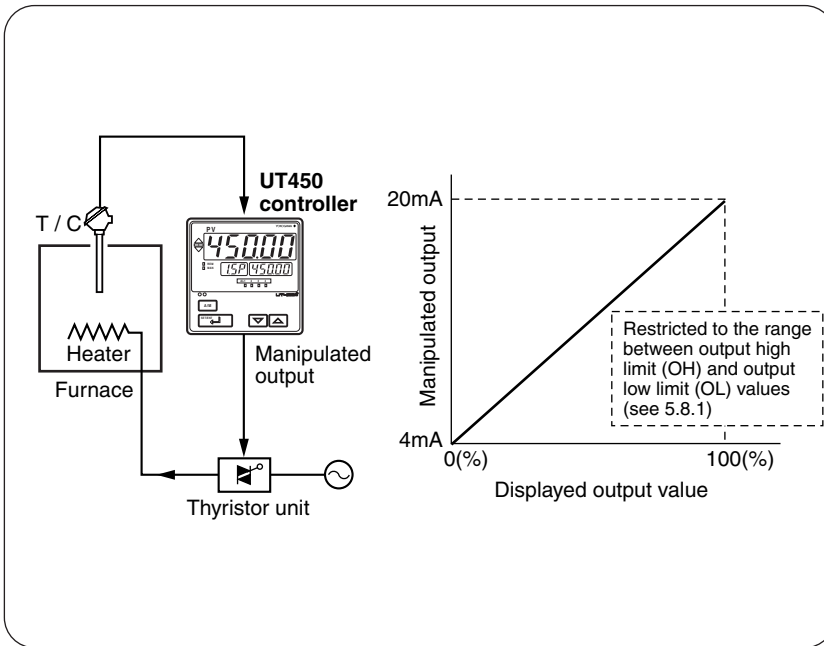 UT450
controller
T / C
PV
450.00
1.SP 450.00
A/M
Heater
Furnace
Manipulated
output
Thyristor unit
20mA
Manipulated output
4mA
0(%)
100(%)
Displayed output value
Restricted to the range
between output high
limit (OH) and output
low limit (OL) values
(see 5.8.1)